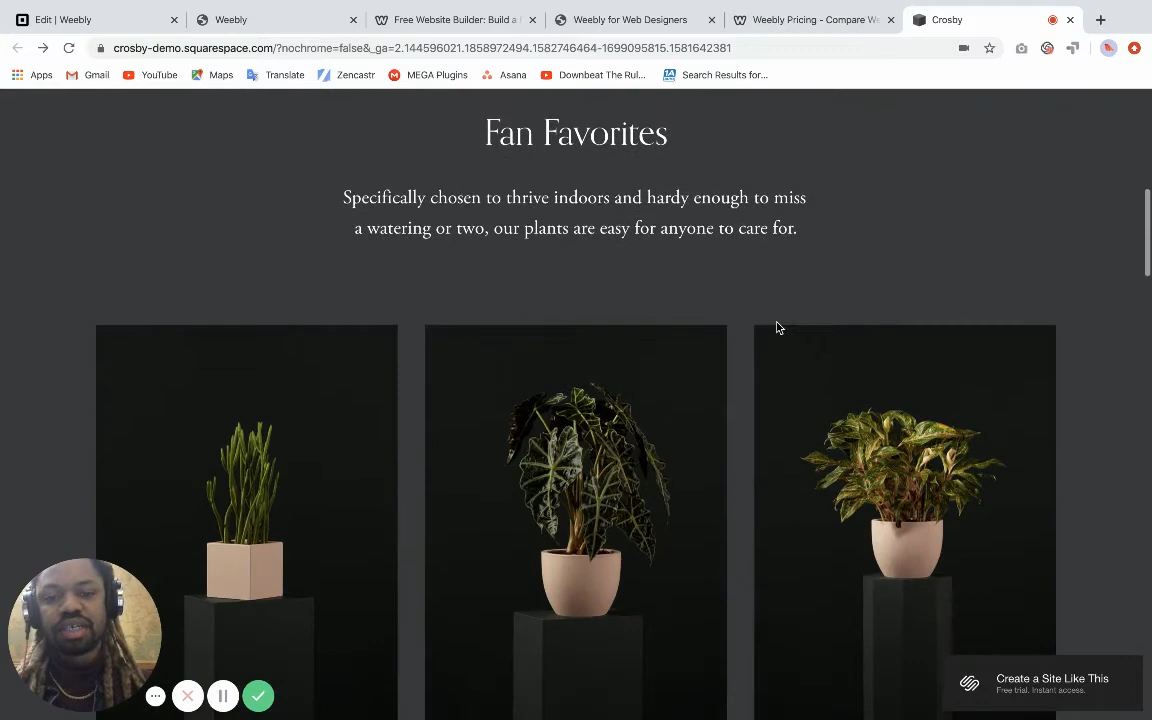 Edit | Weebly
Weebly
Free Website Builder: Build a
Weebly for Web Designers
Weebly Pricing - Compare We
Crosby
crosby-demo.squarespace.com/?nochrome=false&_ga=2.144596021.1858972494.1582746464-1699095815.1581642381
Apps
Gmail
YouTube
Maps
Translate
Zencastr
MEGA Plugins
Asana
Downbeat The Rul...
Search Results for...
Fan Favorites
Specifically chosen to thrive indoors and hardy enough to miss
a watering or two, our plants are easy for anyone to care for.
Create a Site Like This
Free trial. Instant access.